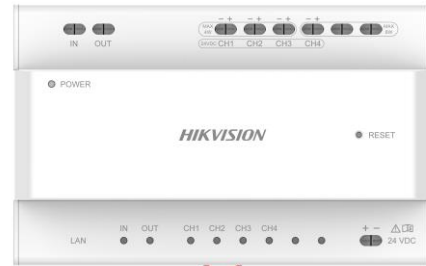 − + − + − + − +
MAX 4W MAX 8W
IN OUT 24VDC CH1 CH2 CH3 CH4
POWER
HIKVISION
RESET
IN OUT CH1 CH2 CH3 CH4 + −
LAN 24 VDC